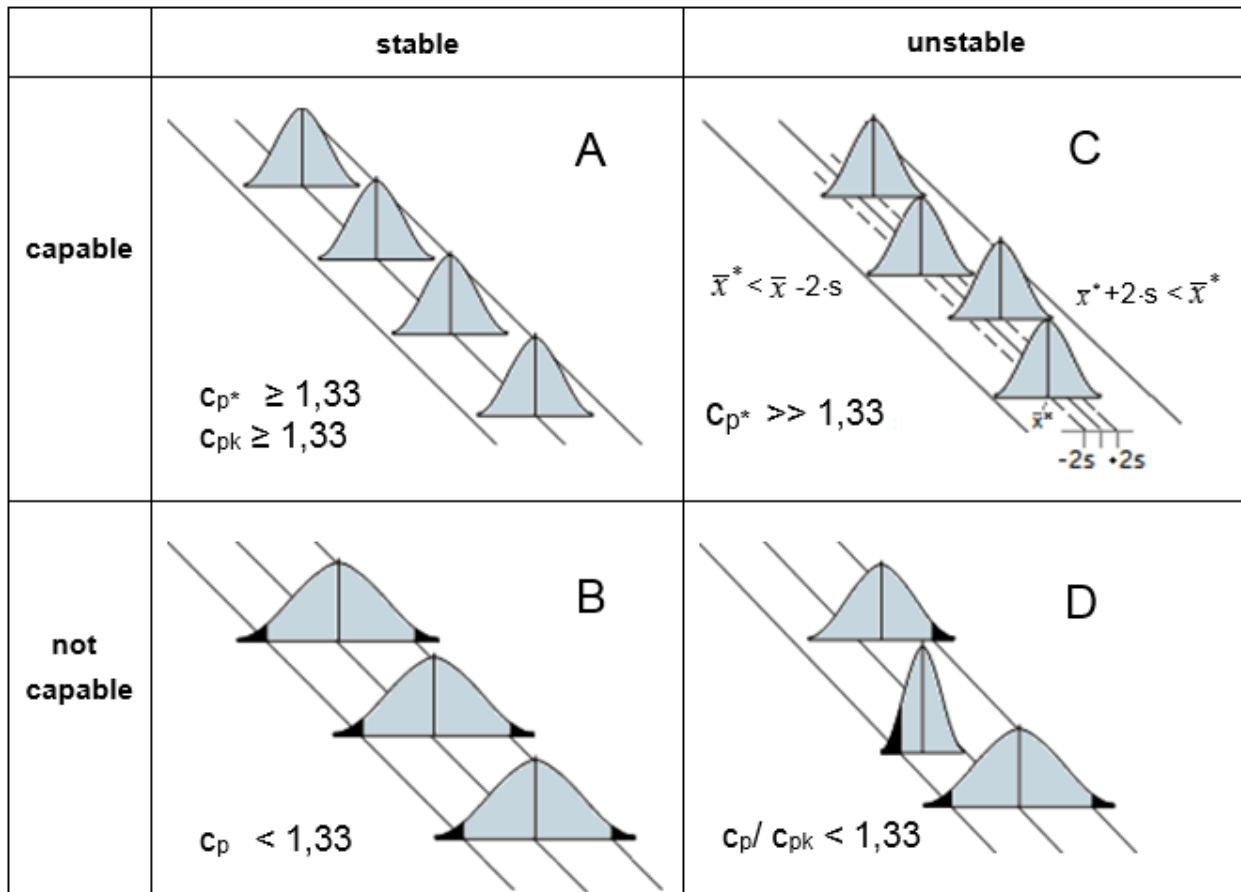 stable
unstable
capable
A
cp* ≥ 1,33
cpk ≥ 1,33
C
x̅* < x̅ -2·s
x̅*+2·s < x̅*
cp* >> 1,33
x̅*
-2s +2s
not
capable
B
cp < 1,33
D
cp/ cpk < 1,33